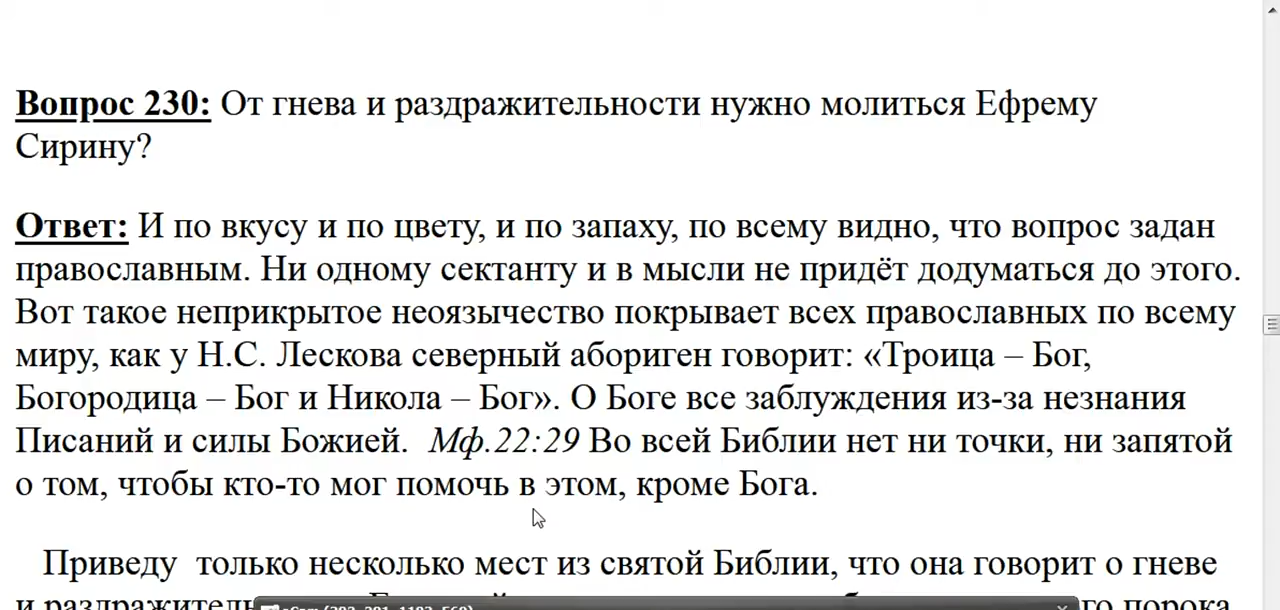 Вопрос 230: От гнева и раздражительности нужно молиться Ефрему
Сирину?
Ответ: И по вкусу и по цвету, и по запаху, по всему видно, что вопрос задан
православным. Ни одному сектанту и в мысли не придёт додуматься до этого.
Вот такое неприкрытое неоязычество покрывает всех православных по всему
миру, как у Н.С. Лескова северный абориген говорит: «Троица – Бог,
Богородица – Бог и Никола – Бог». О Боге все заблуждения из-за незнания
Писаний и силы Божией. Мф.22:29 Во всей Библии нет ни точки, ни запятой
о том, чтобы кто-то мог помочь в этом, кроме Бога.
Приведу только несколько мест из святой Библии, что она говорит о гневе
и порока